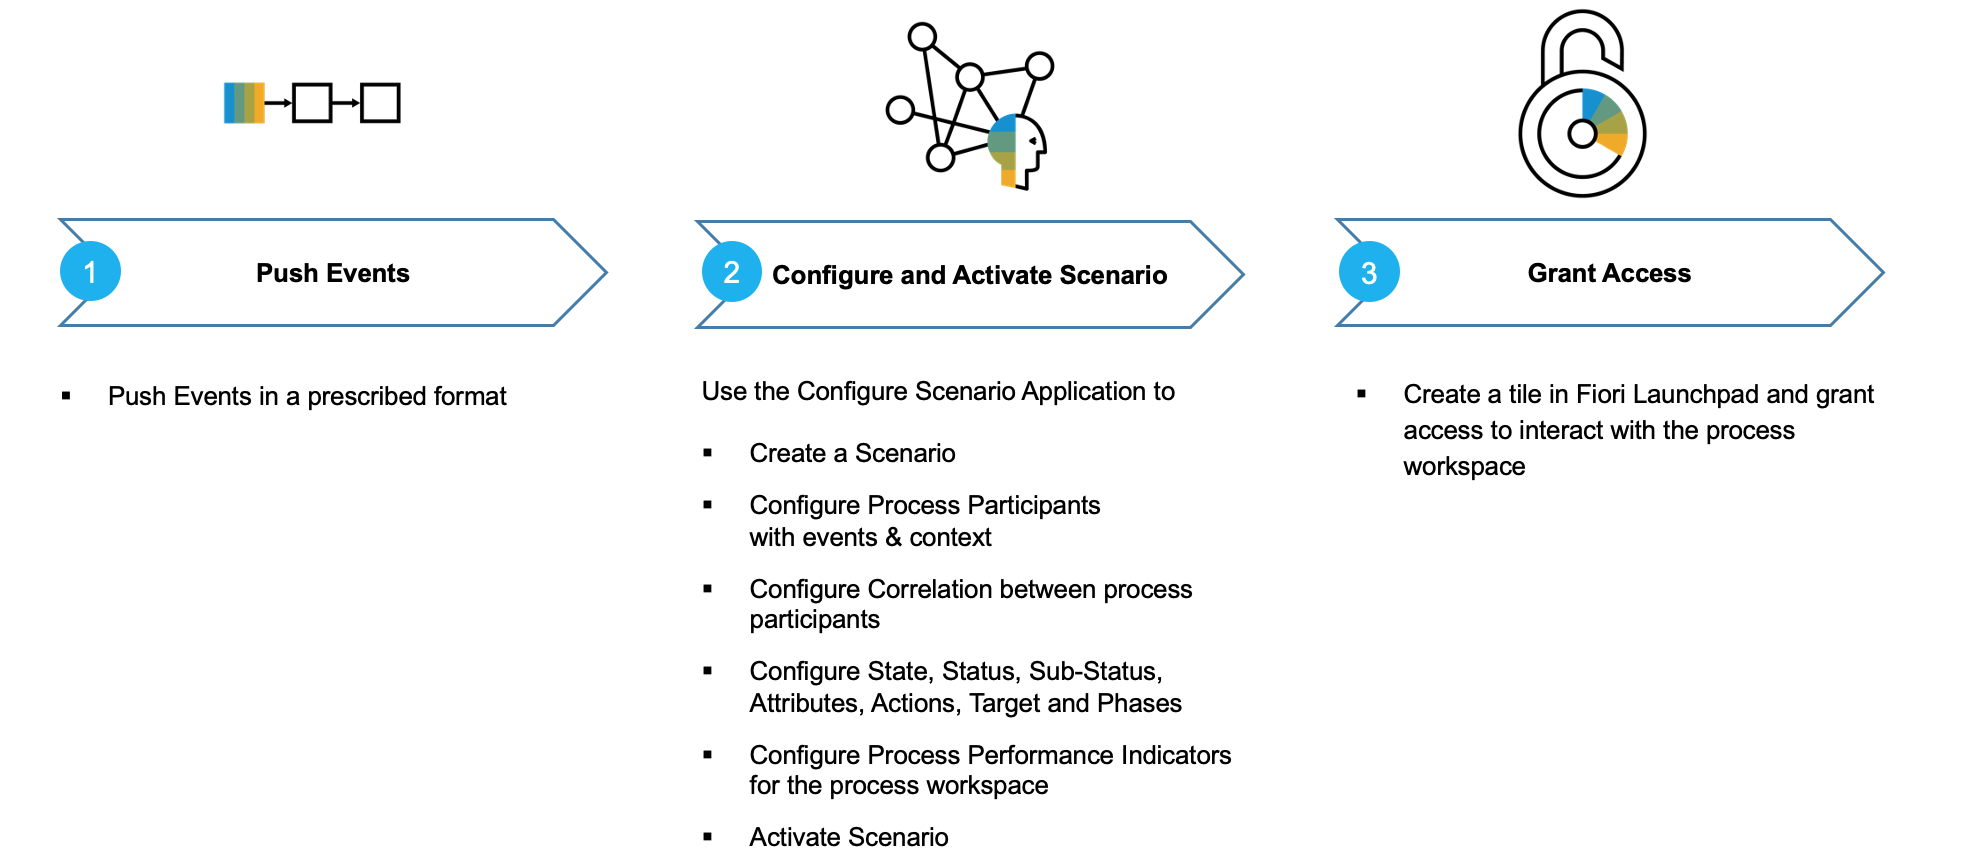 1
Push Events
▪ Push Events in a prescribed format
2
Configure and Activate Scenario
Use the Configure Scenario Application to
▪ Create a Scenario
▪ Configure Process Participants
with events & context
▪ Configure Correlation between process
participants
▪ Configure State, Status, Sub-Status,
Attributes, Actions, Target and Phases
▪ Configure Process Performance Indicators
for the process workspace
▪ Activate Scenario
3
Grant Access
▪ Create a tile in Fiori Launchpad and grant
access to interact with the process
workspace